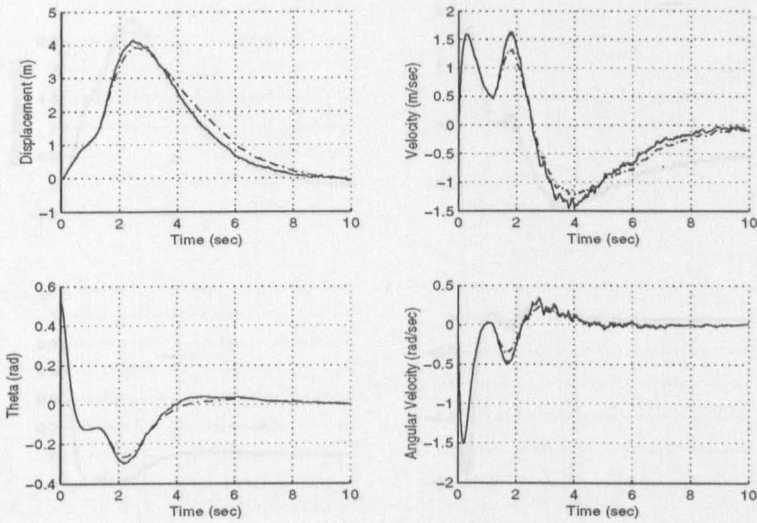 5
4
3
2
1
0
−1
0 2 4 6 8 10
Displacement (m)
Time (sec)
2
1.5
1
0.5
0
−0.5
−1
−1.5
0 2 4 6 8 10
Velocity (m/sec)
Time (sec)
0.6
0.4
0.2
0
−0.2
−0.4
0 2 4 6 8 10
Theta (rad)
Time (sec)
0.5
0
−0.5
−1
−1.5
−2
0 2 4 6 8 10
Angular Velocity (rad/sec)
Time (sec)